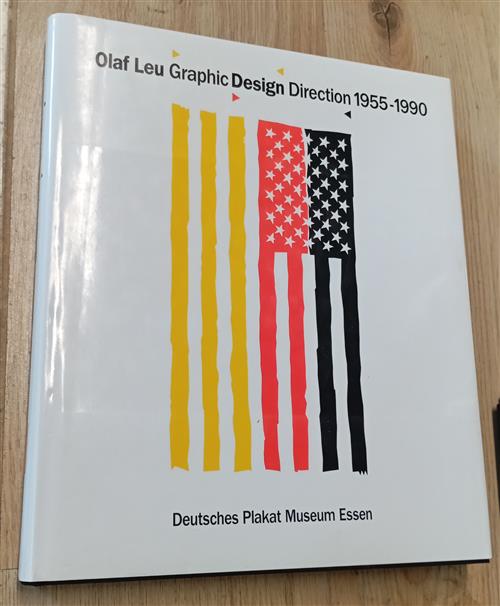 Olaf Leu Graphic Design Direction 1955-1990
Deutsches Plakat Museum Essen